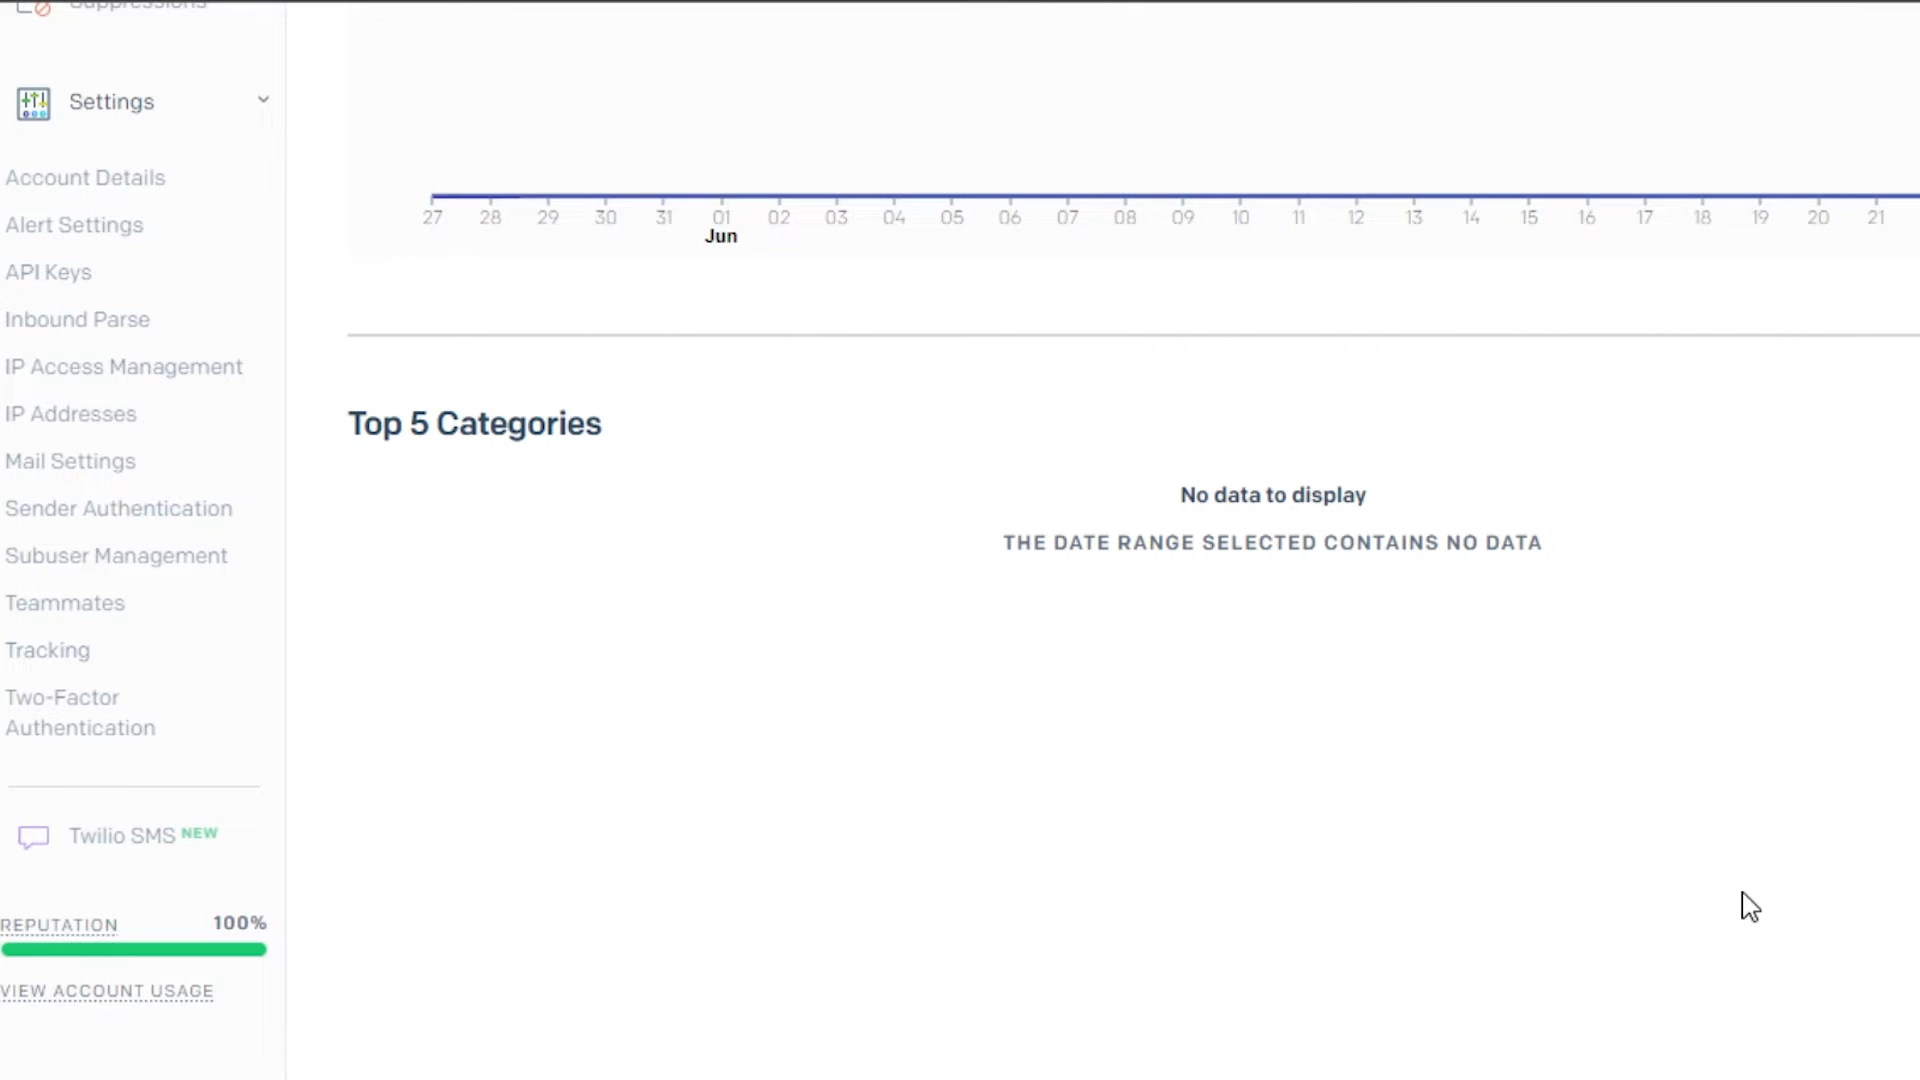 Suppressions
Settings
Account Details
Alert Settings
API Keys
Inbound Parse
IP Access Management
IP Addresses
Mail Settings
Sender Authentication
Subuser Management
Teammates
Tracking
Two-Factor
Authentication
Twilio SMS NEW
REPUTATION 100%
VIEW ACCOUNT USAGE
27 28 29 30 31 01 02 03 04 05 06 07 08 09 10 11 12 13 14 15 16 17 18 19 20 21
Jun
Top 5 Categories
No data to display
THE DATE RANGE SELECTED CONTAINS NO DATA